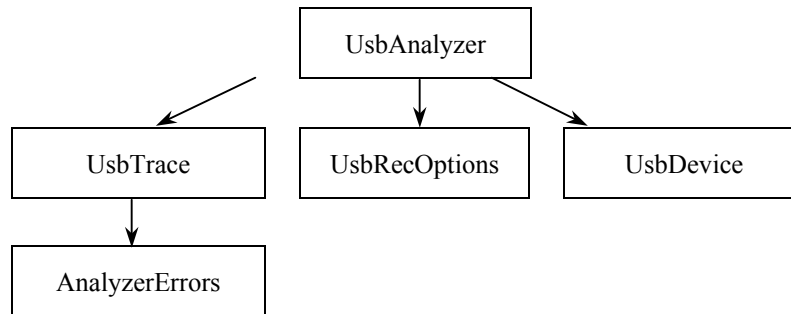 UsbAnalyzer
UsbTrace
UsbRecOptions
UsbDevice
AnalyzerErrors